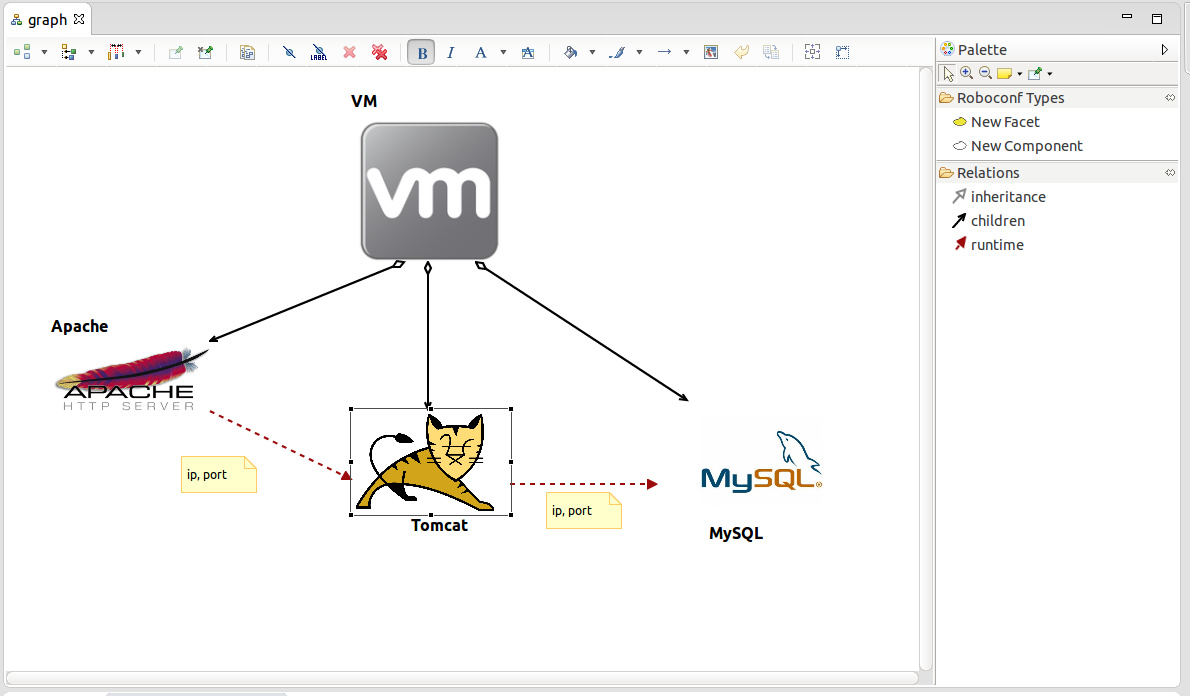 graph
LABEL
B
I
A
A
Palette
Roboconf Types
New Facet
New Component
Relations
inheritance
children
runtime
VM
vm
Apache
APACHE
HTTP SERVER
ip, port
Tomcat
ip, port
MySQL
MySQL